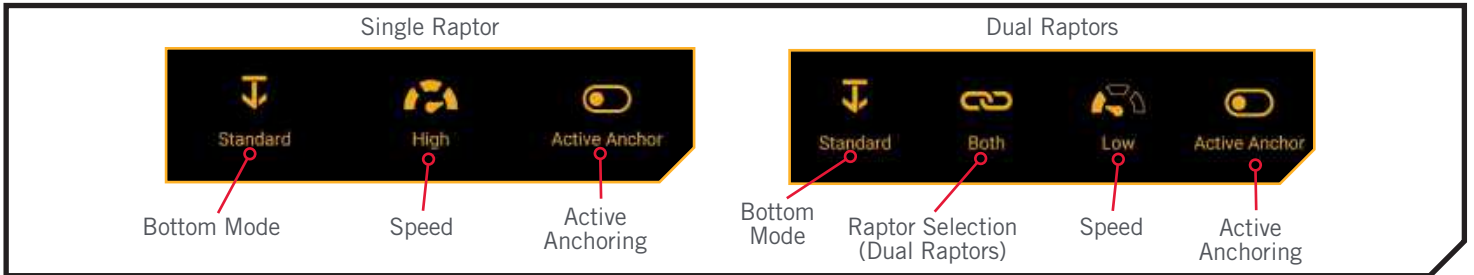 Single Raptor
Standard
High
Active Anchor
Bottom Mode
Speed
Active
Anchoring
Dual Raptors
Standard
Both
Low
Active Anchor
Bottom
Mode
Raptor Selection
(Dual Raptors)
Speed
Active
Anchoring